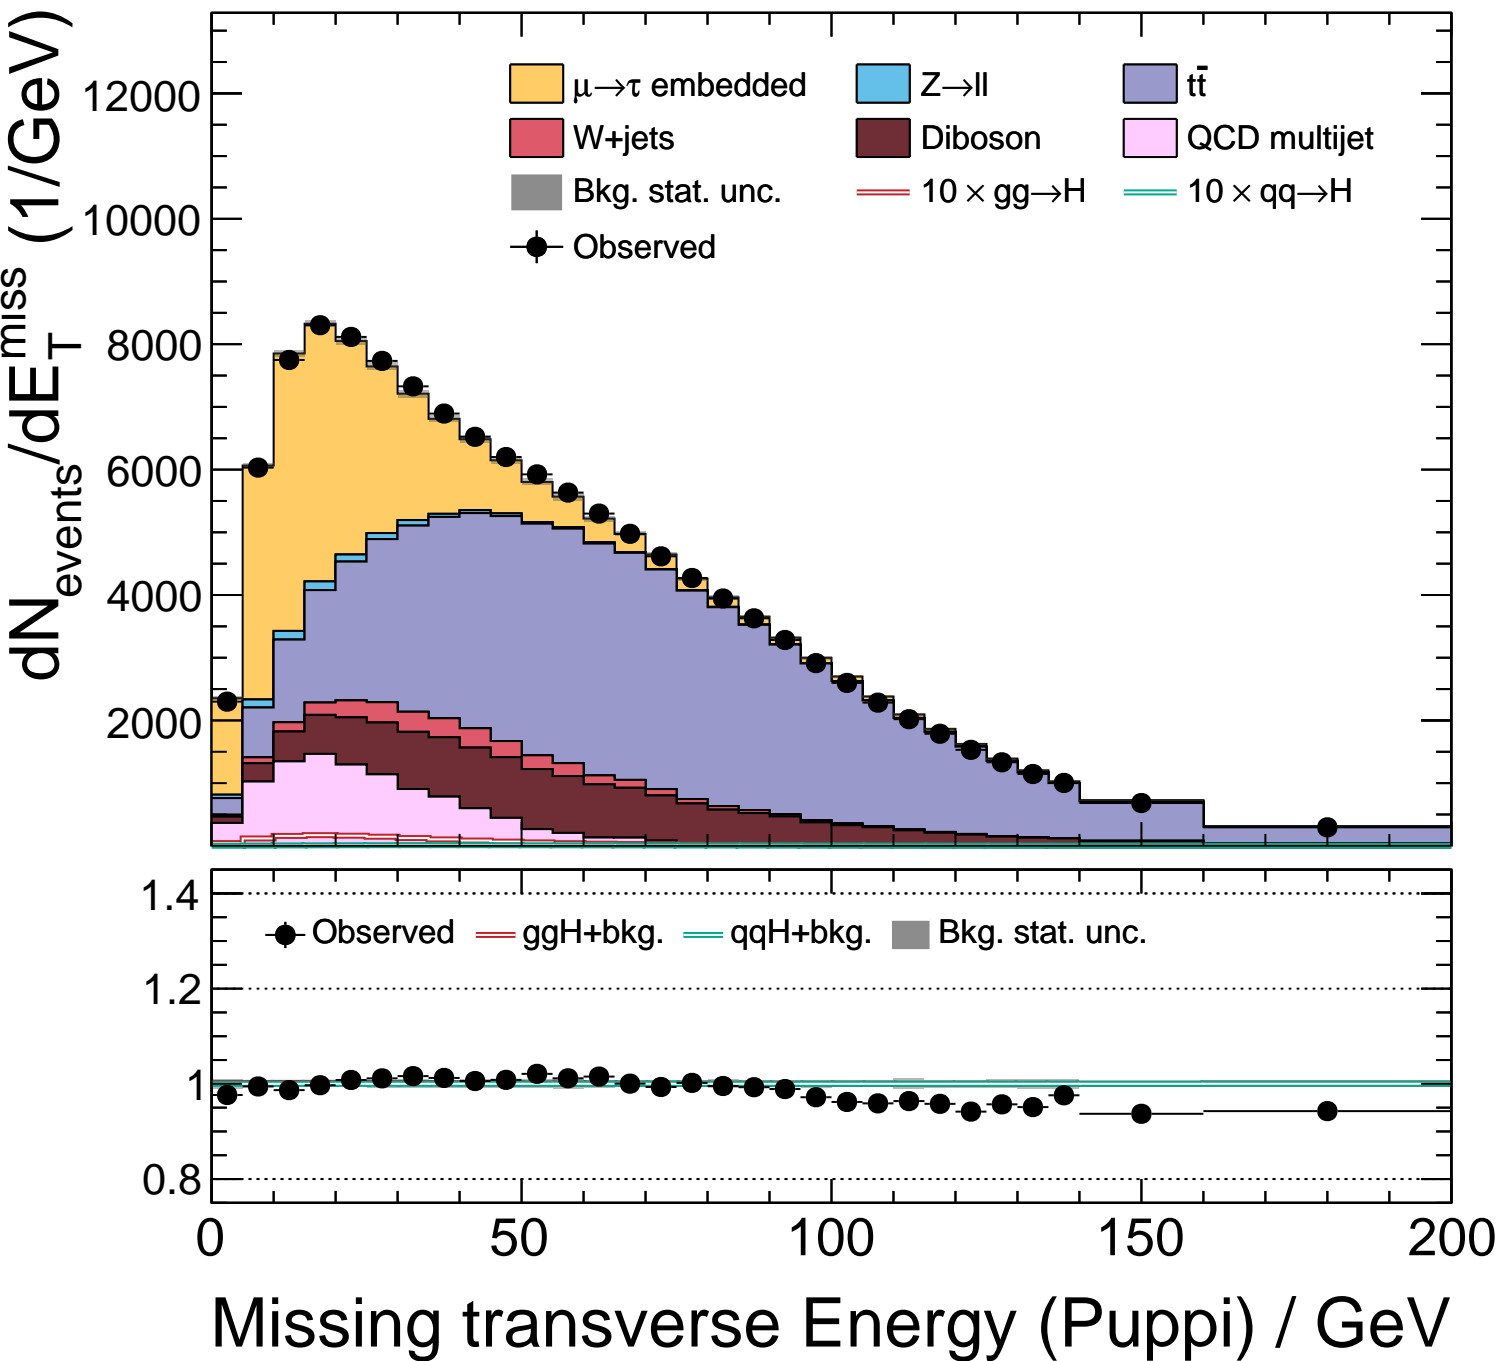 dN_events/dE_T^miss (1/GeV)
12000
10000
8000
6000
4000
2000
μ→τ embedded
Z→ll
tt̄
W+jets
Diboson
QCD multijet
Bkg. stat. unc.
10 × gg→H
10 × qq→H
Observed
1.4
1.2
1
0.8
Observed
ggH+bkg.
qqH+bkg.
Bkg. stat. unc.
0
50
100
150
200
Missing transverse Energy (Puppi) / GeV